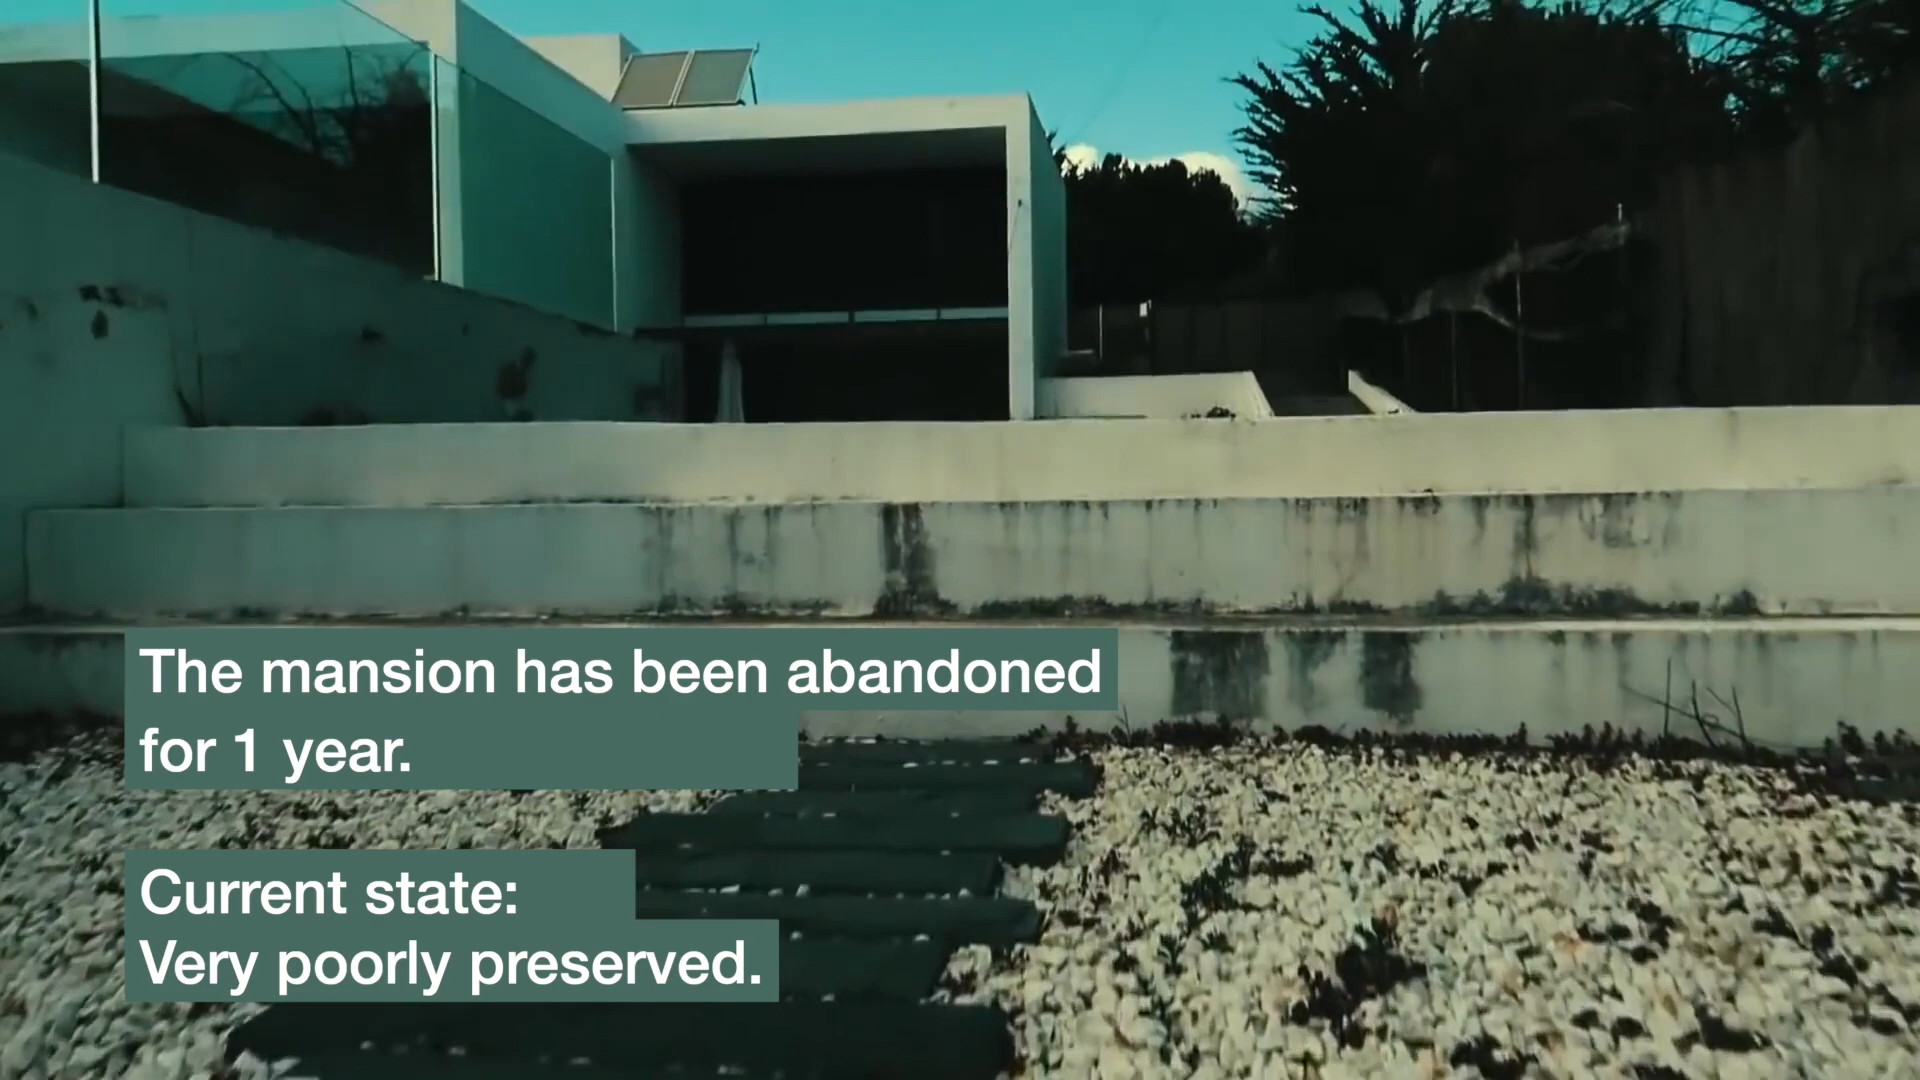 The mansion has been abandoned
for 1 year.
Current state:
Very poorly preserved.